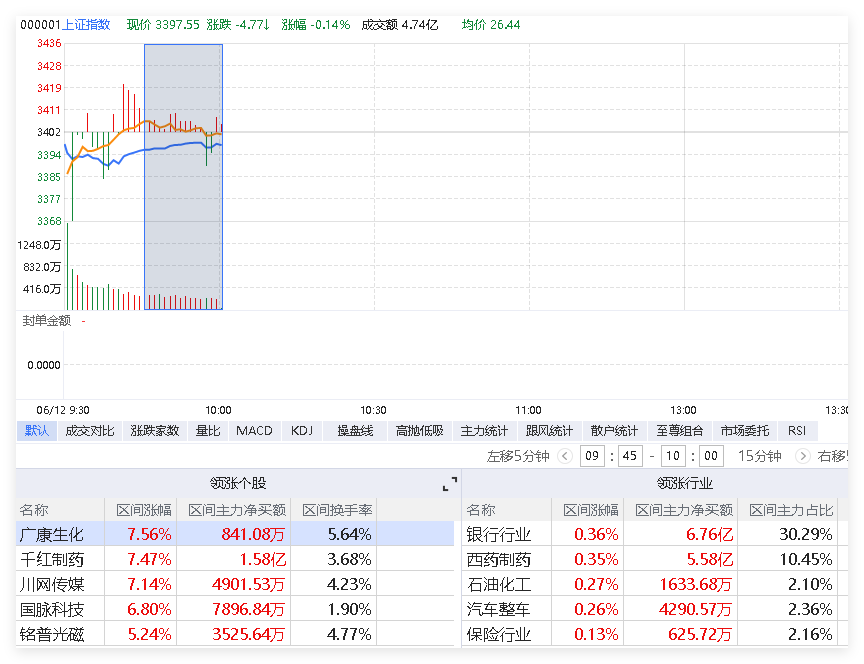 000001上证指数 现价 3397.55 涨跌 -4.77↓ 涨幅 -0.14% 成交额 4.74亿 均价 26.44
3436
3428
3419
3411
3402
3394
3385
3377
3368
1248.0万
832.0万
416.0万
封单金额 -
0.0000
06/12 9:30 10:00 10:30 11:00 13:00 13:30
默认 成交对比 涨跌家数 量比 MACD KDJ 操盘线 高抛低吸 主力统计 跟风统计 散户统计 至尊组合 市场委托 RSI
左移5分钟 09 : 45 - 10 : 00 15分钟 右移5
领涨个股 领涨行业
名称 区间涨幅 区间主力净买额 区间换手率 名称 区间涨幅 区间主力净买额 区间主力占比
广康生化 7.56% 841.08万 5.64% 银行行业 0.36% 6.76亿 30.29%
千红制药 7.47% 1.58亿 3.68% 西药制药 0.35% 5.58亿 10.45%
川网传媒 7.14% 4901.53万 4.23% 石油化工 0.27% 1633.68万 2.10%
国脉科技 6.80% 7896.84万 1.90% 汽车整车 0.26% 4290.57万 2.36%
铭普光磁 5.24% 3525.64万 4.77% 保险行业 0.13% 625.72万 2.16%